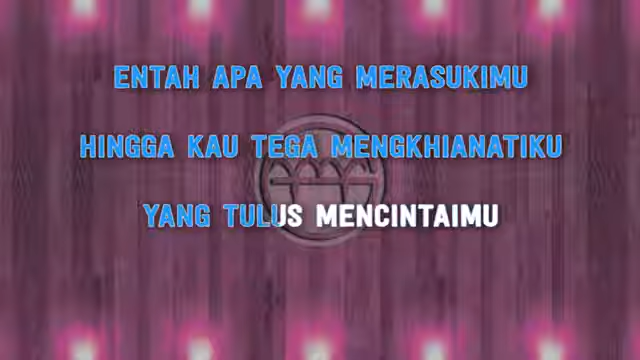 ENTAH APA YANG MERASUKIMU
HINGGA KAU TEGA MENGKHIANATIKU
YANG TULUS MENCINTAIMU